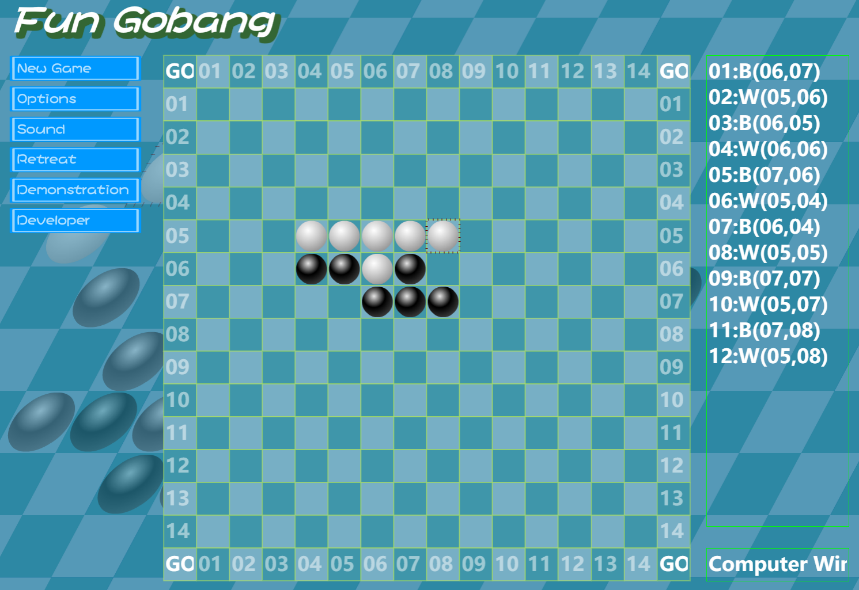 Fun Gobang
New Game
Options
Sound
Retreat
Demonstration
Developer
GO 01 02 03 04 05 06 07 08 09 10 11 12 13 14 GO
01 01
02 02
03 03
04 04
05 05
06 06
07 07
08 08
09 09
10 10
11 11
12 12
13 13
14 14
GO 01 02 03 04 05 06 07 08 09 10 11 12 13 14 GO
01:B(06,07)
02:W(05,06)
03:B(06,05)
04:W(06,06)
05:B(07,06)
06:W(05,04)
07:B(06,04)
08:W(05,05)
09:B(07,07)
10:W(05,07)
11:B(07,08)
12:W(05,08)
Computer Wir